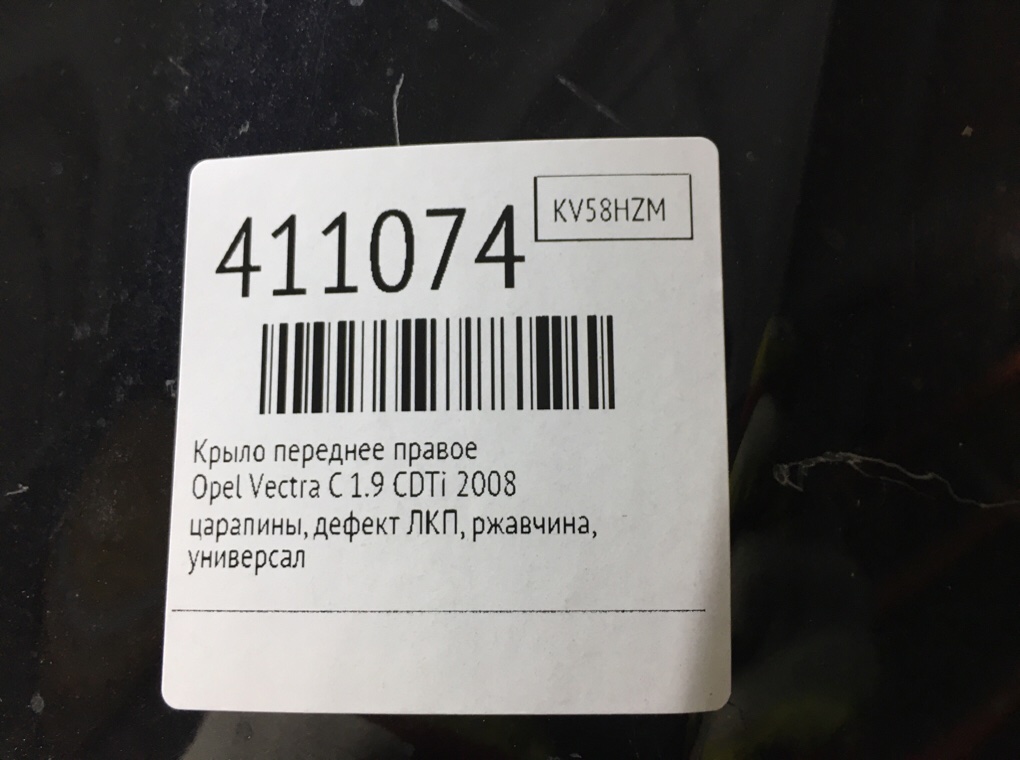 KV58HZM
411074
Крыло переднее правое
Opel Vectra C 1.9 CDTi 2008
царапины, дефект ЛКП, ржавчина,
универсал